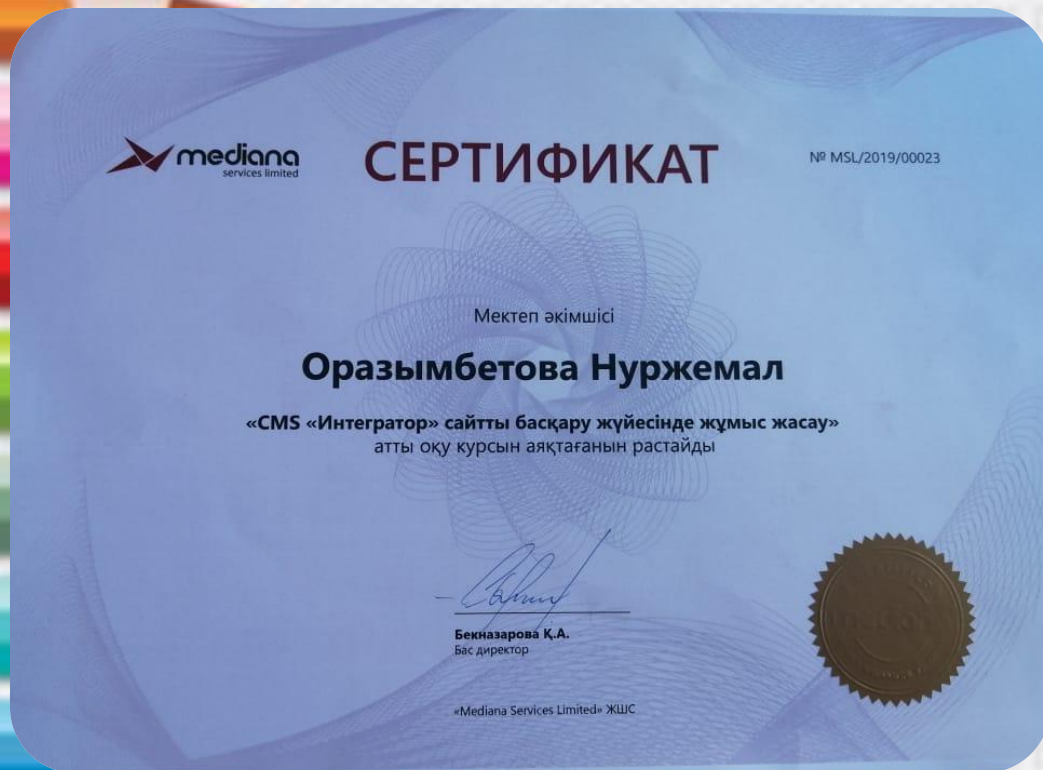 mediana
services limited
СЕРТИФИКАТ
№ MSL/2019/00023
Мектеп әкімшісі
Оразымбетова Нуржемал
«CMS «Интегратор» сайтты басқару жүйесінде жұмыс жасау»
атты оқу курсын аяқтағанын растайды
Бекназарова Қ.А.
Бас директор
«Mediana Services Limited» ЖШС